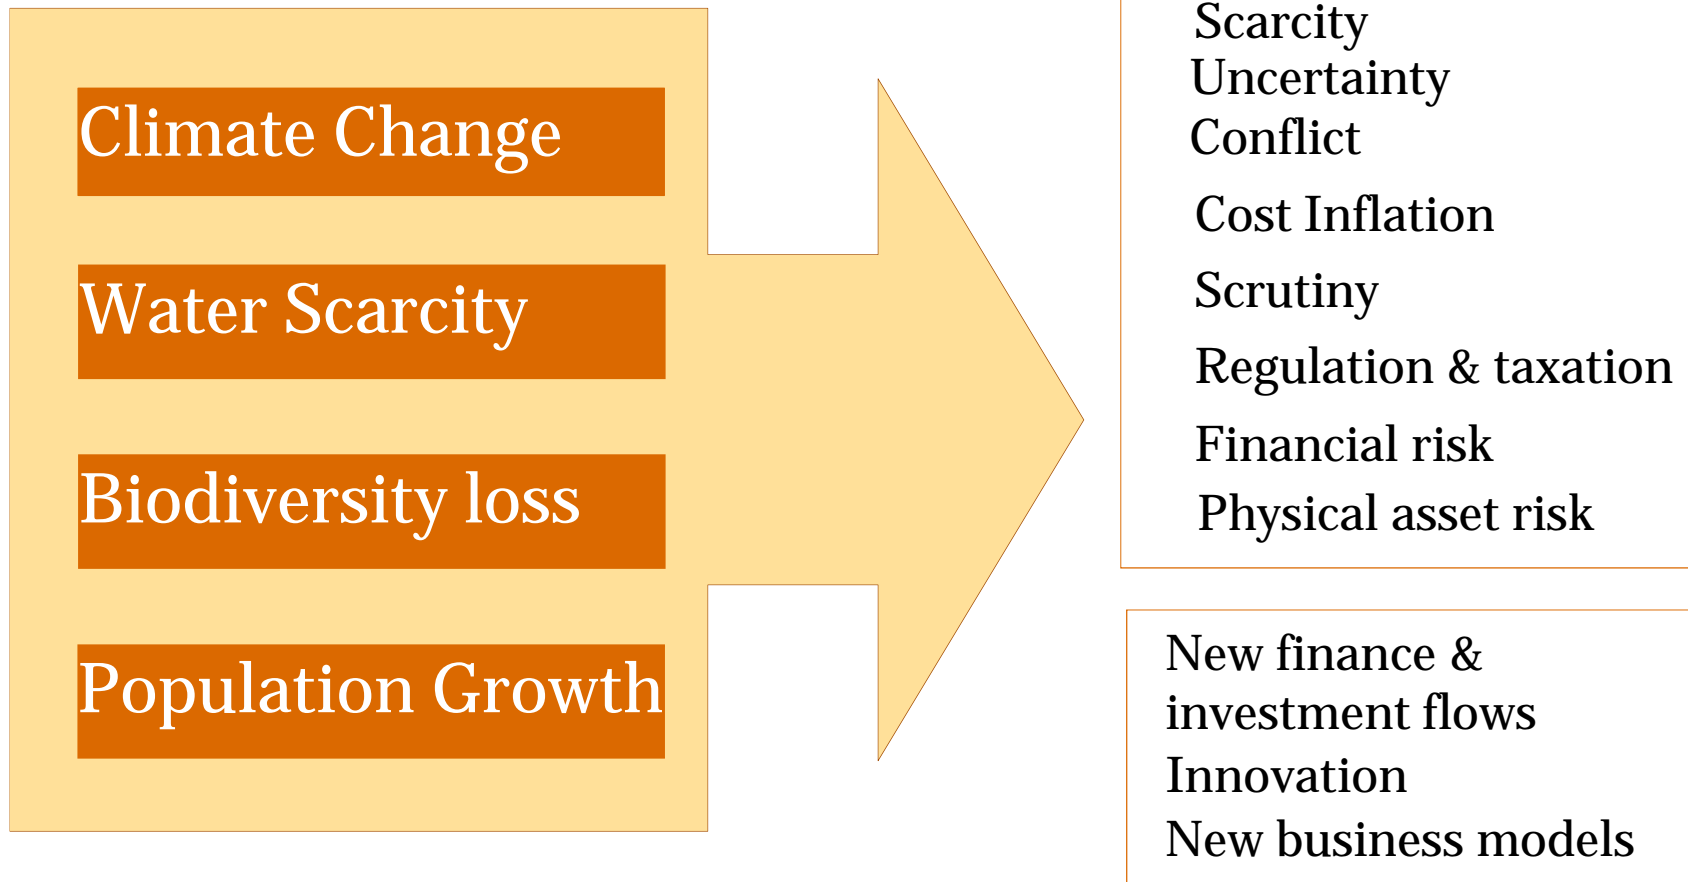 Climate Change
Water Scarcity
Biodiversity loss
Population Growth
Scarcity
Uncertainty
Conflict
Cost Inflation
Scrutiny
Regulation & taxation
Financial risk
Physical asset risk
New finance &
investment flows
Innovation
New business models